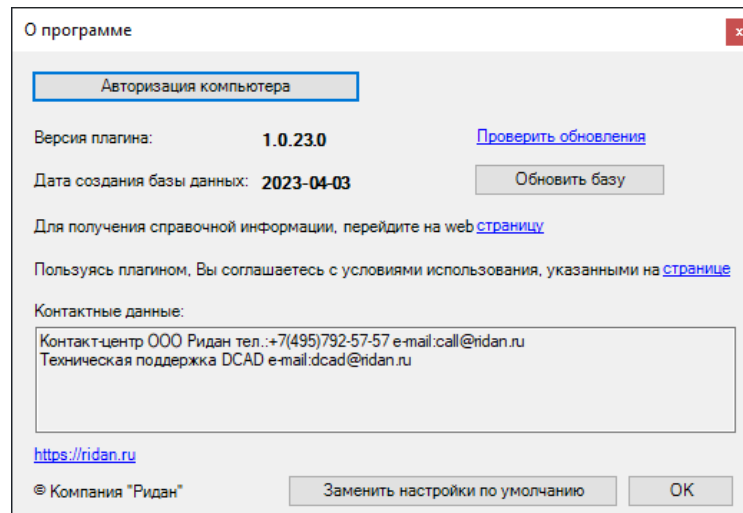 О программе
Авторизация компьютера
Версия плагина: 1.0.23.0 Проверить обновления
Дата создания базы данных: 2023-04-03 Обновить базу
Для получения справочной информации, перейдите на web страницу
Пользуясь плагином, Вы соглашаетесь с условиями использования, указанными на странице
Контактные данные:
Контакт-центр ООО Ридан тел.:+7(495)792-57-57 e-mail:call@ridan.ru
Техническая поддержка DCAD e-mail:dcad@ridan.ru
https://ridan.ru
© Компания "Ридан" Заменить настройки по умолчанию OK